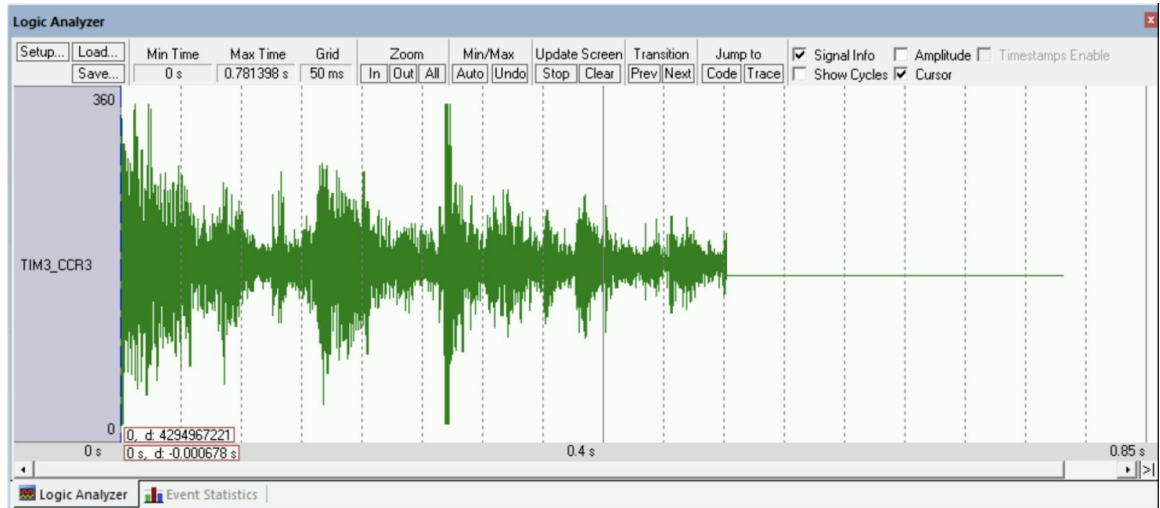 Logic Analyzer
Setup... Load... Min Time Max Time Grid Zoom Min/Max Update Screen Transition Jump to Signal Info Amplitude Timestamps Enable
Save... 0 s 0.781398 s 50 ms In Out All Auto Undo Stop Clear Prev Next Code Trace Show Cycles Cursor
360
TIM3_CCR3
0 0, d: 4294967221
0 s 0 s, d: -0.000678 s 0.4 s 0.85 s
Logic Analyzer Event Statistics